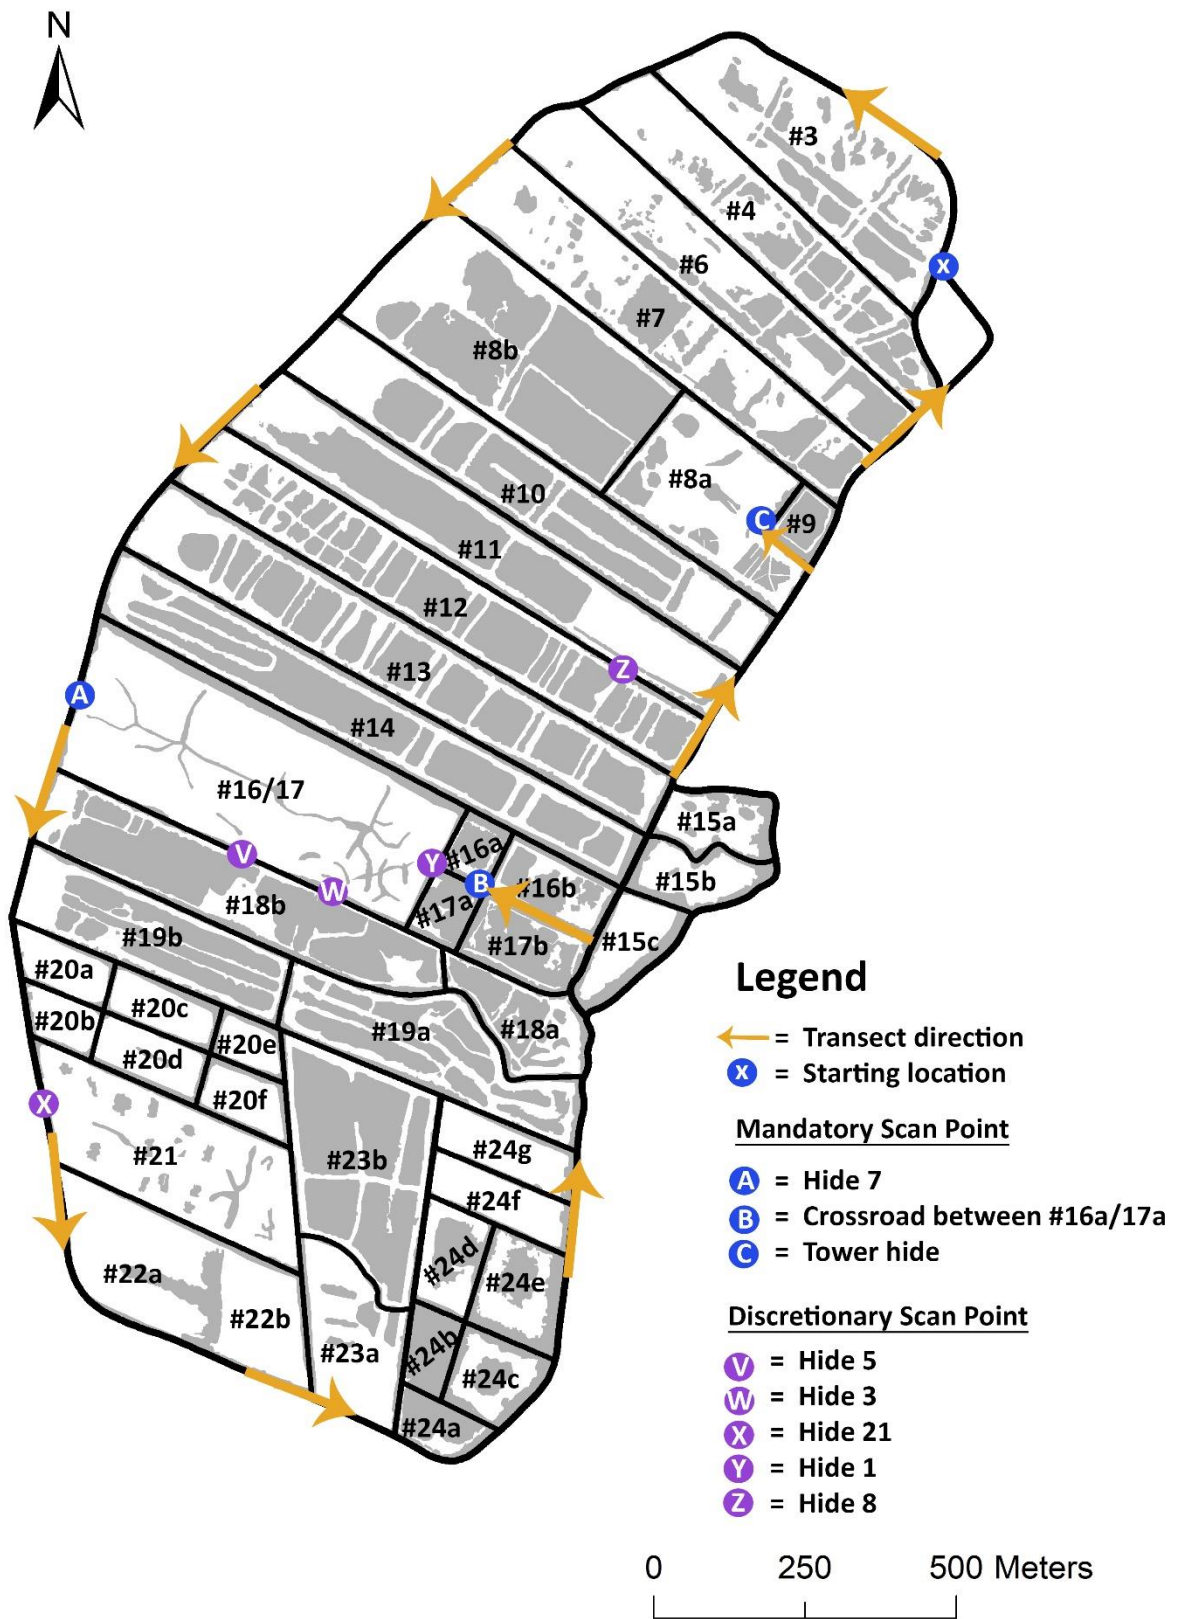 N
#3
#4
#6
X
#7
#8b
#8a
C #9
#10
#11
#12
Z
#13
A
#14
#16/17
#15a
V
#16a
Y
B
#16b
#15b
W
#18b
#17a
#19b
#17b
#15c
#20a
#20c
#20b
#19a
#18a
#20e
#20d
X
#20f
#21
#23b
#24g
#24f
#24d
#22a
#24e
#22b
#23a
#24b
#24c
#24a
Legend
= Transect direction
X = Starting location
Mandatory Scan Point
A = Hide 7
B = Crossroad between #16a/17a
C = Tower hide
Discretionary Scan Point
V = Hide 5
W = Hide 3
X = Hide 21
Y = Hide 1
Z = Hide 8
0 250 500 Meters